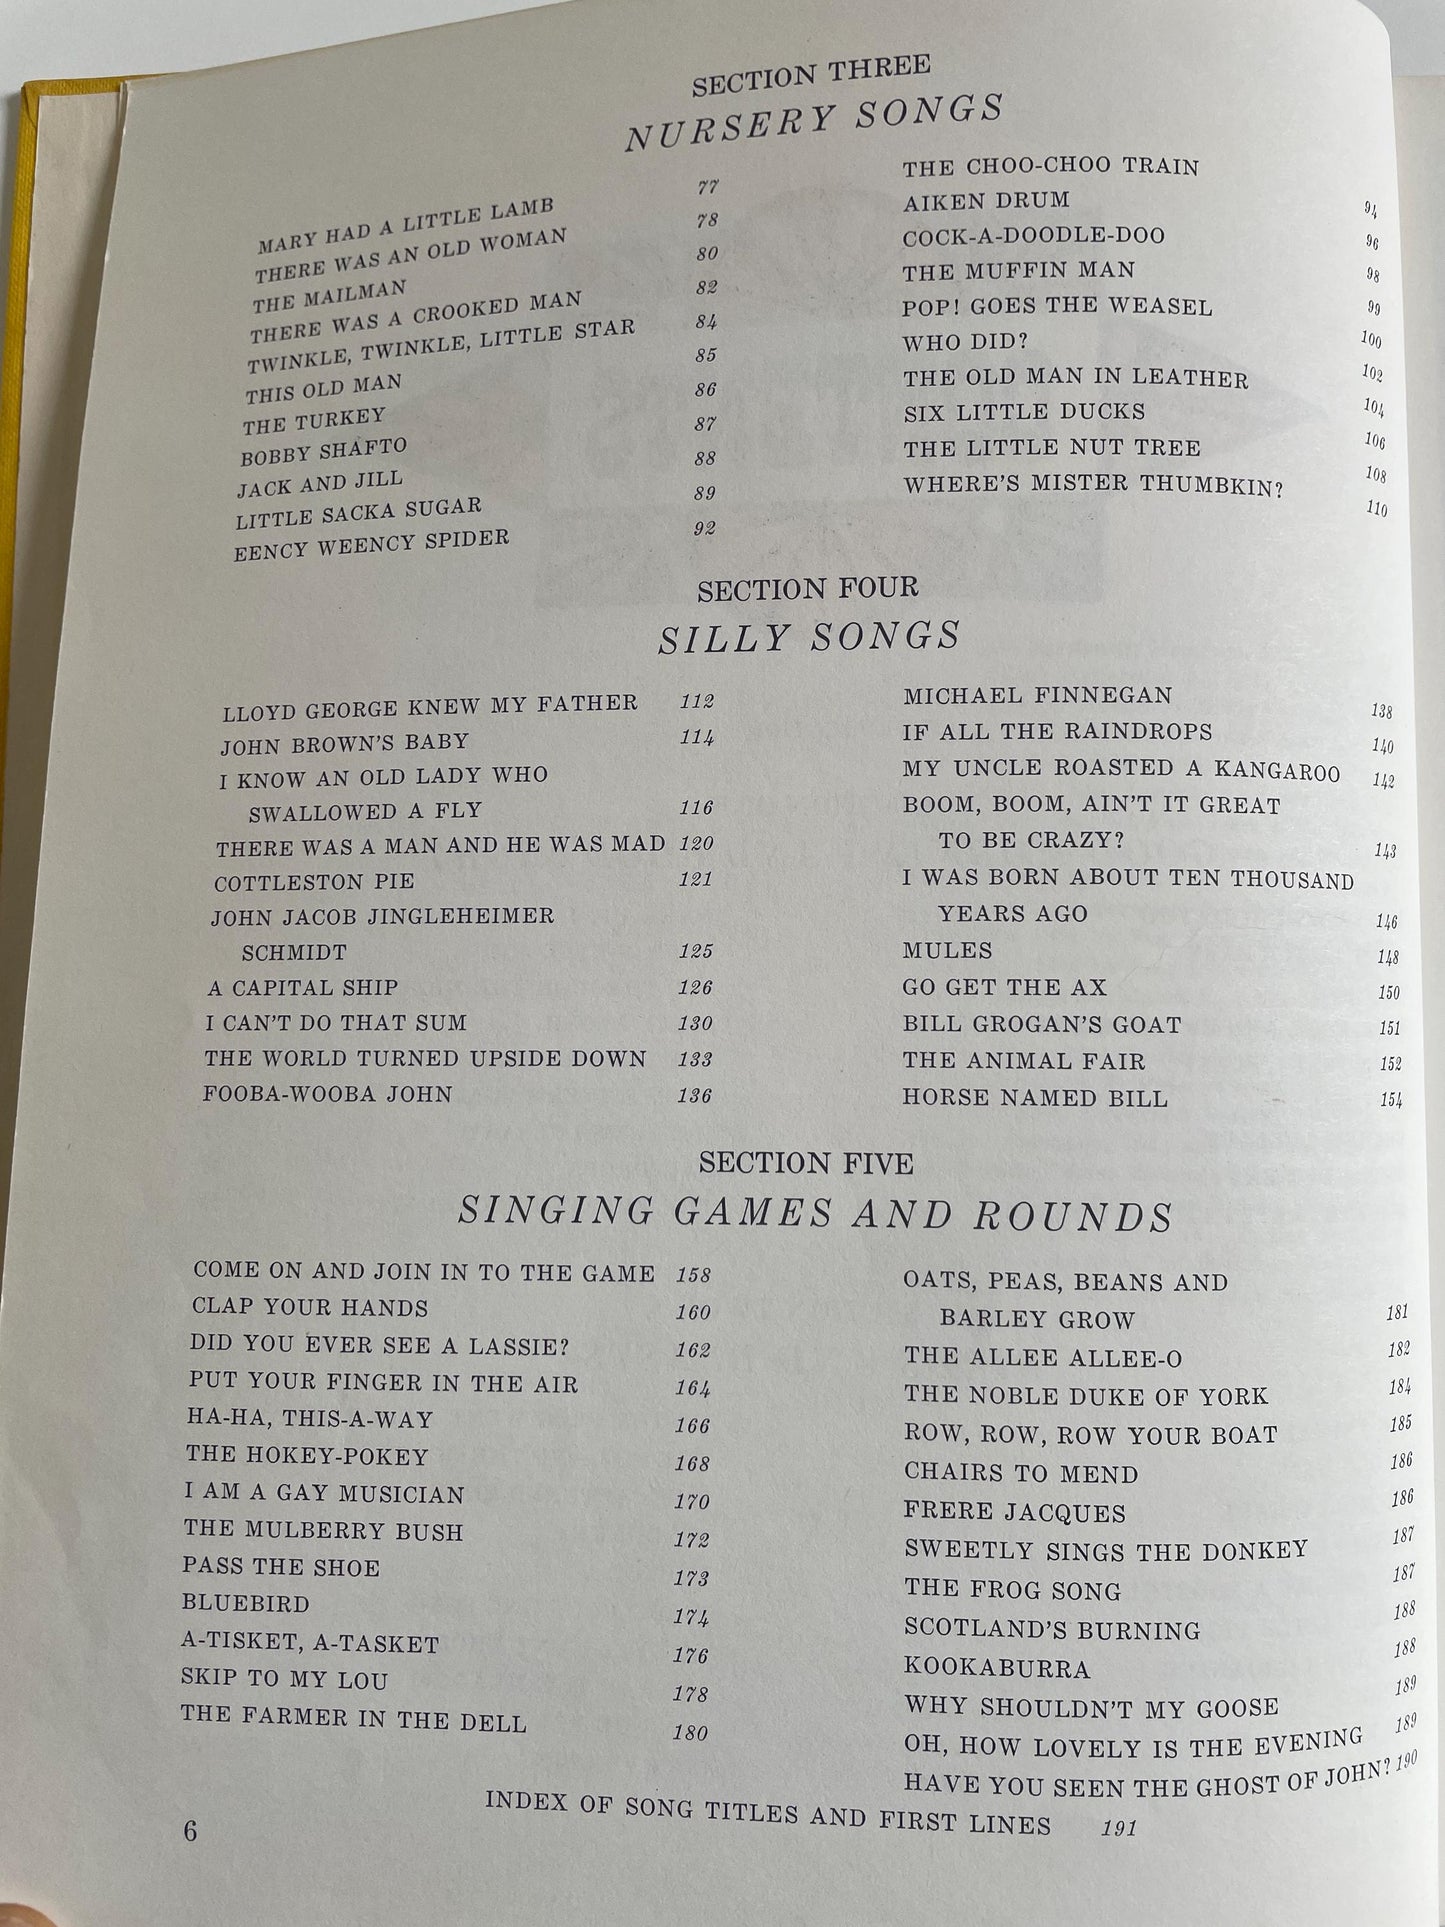 SECTION THREE
NURSERY SONGS
MARY HAD A LITTLE LAMB 77
THERE WAS AN OLD WOMAN 78
THE MAILMAN 80
THERE WAS A CROOKED MAN 82
TWINKLE, TWINKLE, LITTLE STAR 84
THIS OLD MAN 85
THE TURKEY 86
BOBBY SHAFTO 87
JACK AND JILL 88
LITTLE SACKA SUGAR 89
EENCY WEENCY SPIDER 92
THE CHOO-CHOO TRAIN 94
AIKEN DRUM 96
COCK-A-DOODLE-DOO 98
THE MUFFIN MAN 99
POP! GOES THE WEASEL 100
WHO DID? 102
THE OLD MAN IN LEATHER 104
SIX LITTLE DUCKS 106
THE LITTLE NUT TREE 108
WHERE'S MISTER THUMBKIN? 110
SECTION FOUR
SILLY SONGS
LLOYD GEORGE KNEW MY FATHER 112
JOHN BROWN'S BABY 114
I KNOW AN OLD LADY WHO
SWALLOWED A FLY 116
THERE WAS A MAN AND HE WAS MAD 120
COTTLESTON PIE 121
JOHN JACOB JINGLEHEIMER
SCHMIDT 125
A CAPITAL SHIP 126
I CAN'T DO THAT SUM 130
THE WORLD TURNED UPSIDE DOWN 133
FOOBA-WOOBA JOHN 136
MICHAEL FINNEGAN 138
IF ALL THE RAINDROPS 140
MY UNCLE ROASTED A KANGAROO 142
BOOM, BOOM, AIN'T IT GREAT
TO BE CRAZY? 143
I WAS BORN ABOUT TEN THOUSAND
YEARS AGO 146
MULES 148
GO GET THE AX 150
BILL GROGAN'S GOAT 151
THE ANIMAL FAIR 152
HORSE NAMED BILL 154
SECTION FIVE
SINGING GAMES AND ROUNDS
COME ON AND JOIN IN TO THE GAME 158
CLAP YOUR HANDS 160
DID YOU EVER SEE A LASSIE? 162
PUT YOUR FINGER IN THE AIR 164
HA-HA, THIS-A-WAY 166
THE HOKEY-POKEY 168
I AM A GAY MUSICIAN 170
THE MULBERRY BUSH 172
PASS THE SHOE 173
BLUEBIRD 174
A-TISKET, A-TASKET 176
SKIP TO MY LOU 178
THE FARMER IN THE DELL 180
OATS, PEAS, BEANS AND
BARLEY GROW 181
THE ALLEE ALLEE-O 182
THE NOBLE DUKE OF YORK 184
ROW, ROW, ROW YOUR BOAT 185
CHAIRS TO MEND 186
FRERE JACQUES 186
SWEETLY SINGS THE DONKEY 187
THE FROG SONG 187
SCOTLAND'S BURNING 188
KOOKABURRA 188
WHY SHOULDN'T MY GOOSE 189
OH, HOW LOVELY IS THE EVENING 189
HAVE YOU SEEN THE GHOST OF JOHN? 190
INDEX OF SONG TITLES AND FIRST LINES 191
6